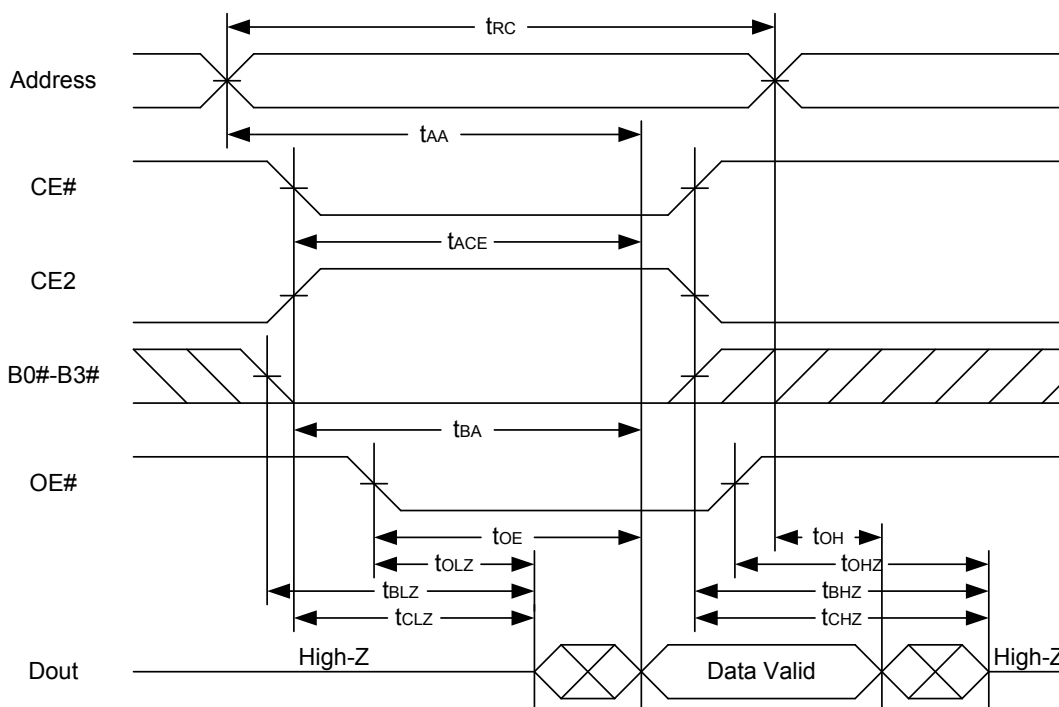 tRC
Address
tAA
CE#
tACE
CE2
B0#-B3#
tBA
OE#
tOE
tOH
tOLZ
tOHZ
tBLZ
tBHZ
tCLZ
tCHZ
High-Z
Data Valid
High-Z
Dout